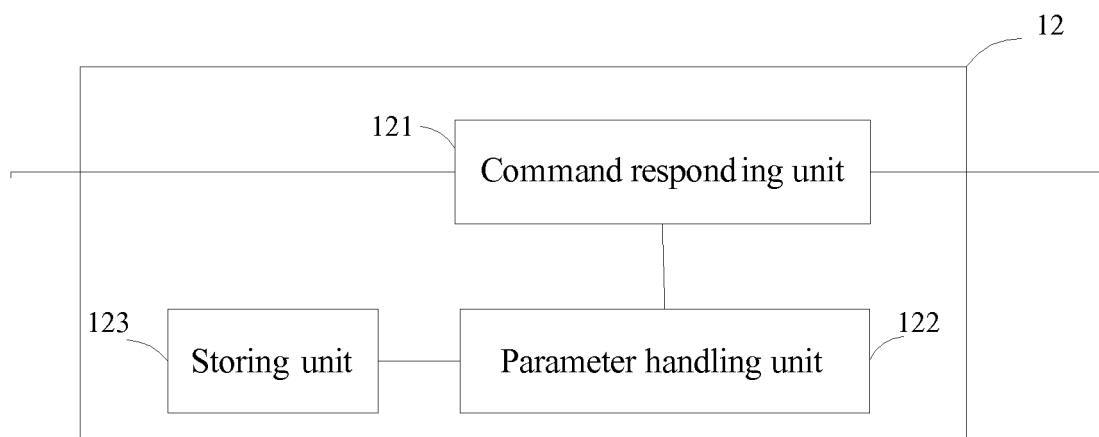 12
121
Command responding unit
123
122
Storing unit
Parameter handling unit